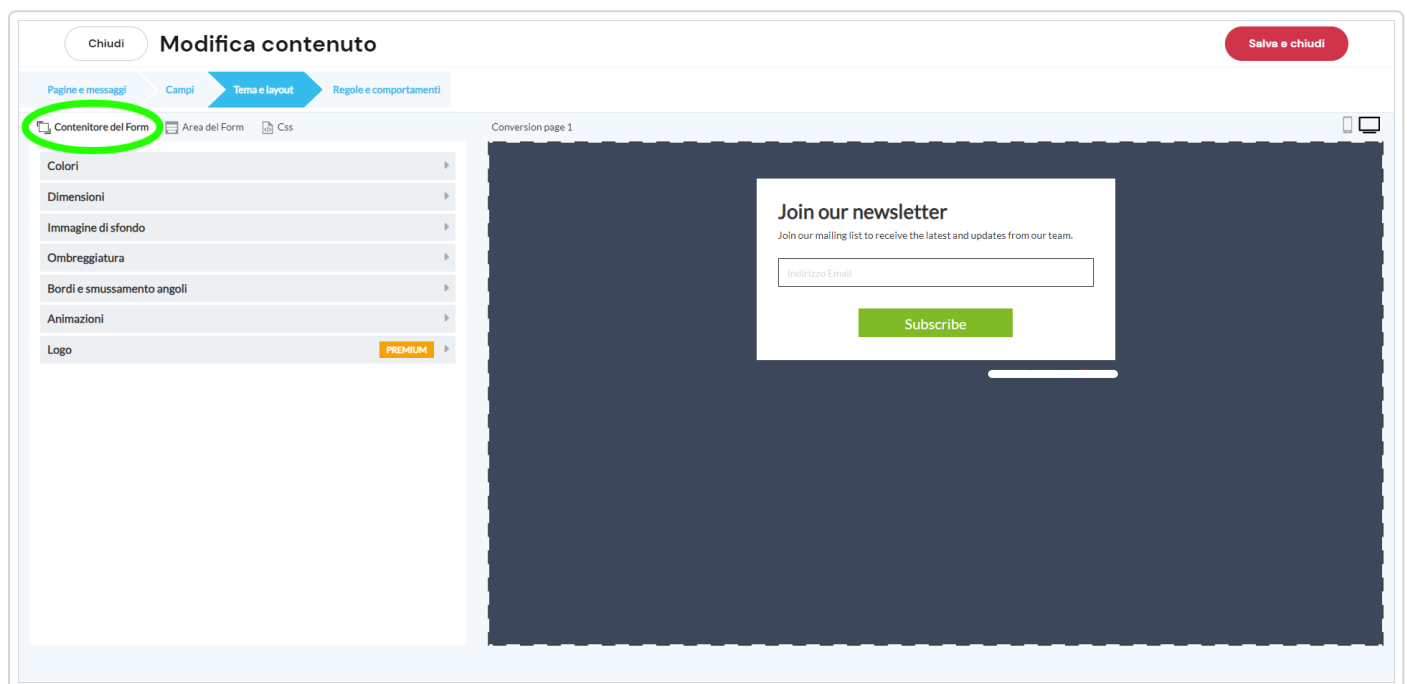 Chiudi
Modifica contenuto
Salva e chiudi
Pagine e messaggi
Campi
Tema e layout
Regole e comportamenti
Contenitore del Form
Area del Form
Css
Conversion page 1
Colori
Dimensioni
Immagine di sfondo
Ombreggiatura
Bordi e smussamento angoli
Animazioni
Logo
PREMIUM
Join our newsletter
Join our mailing list to receive the latest and updates from our team.
Indirizzo Email
Subscribe